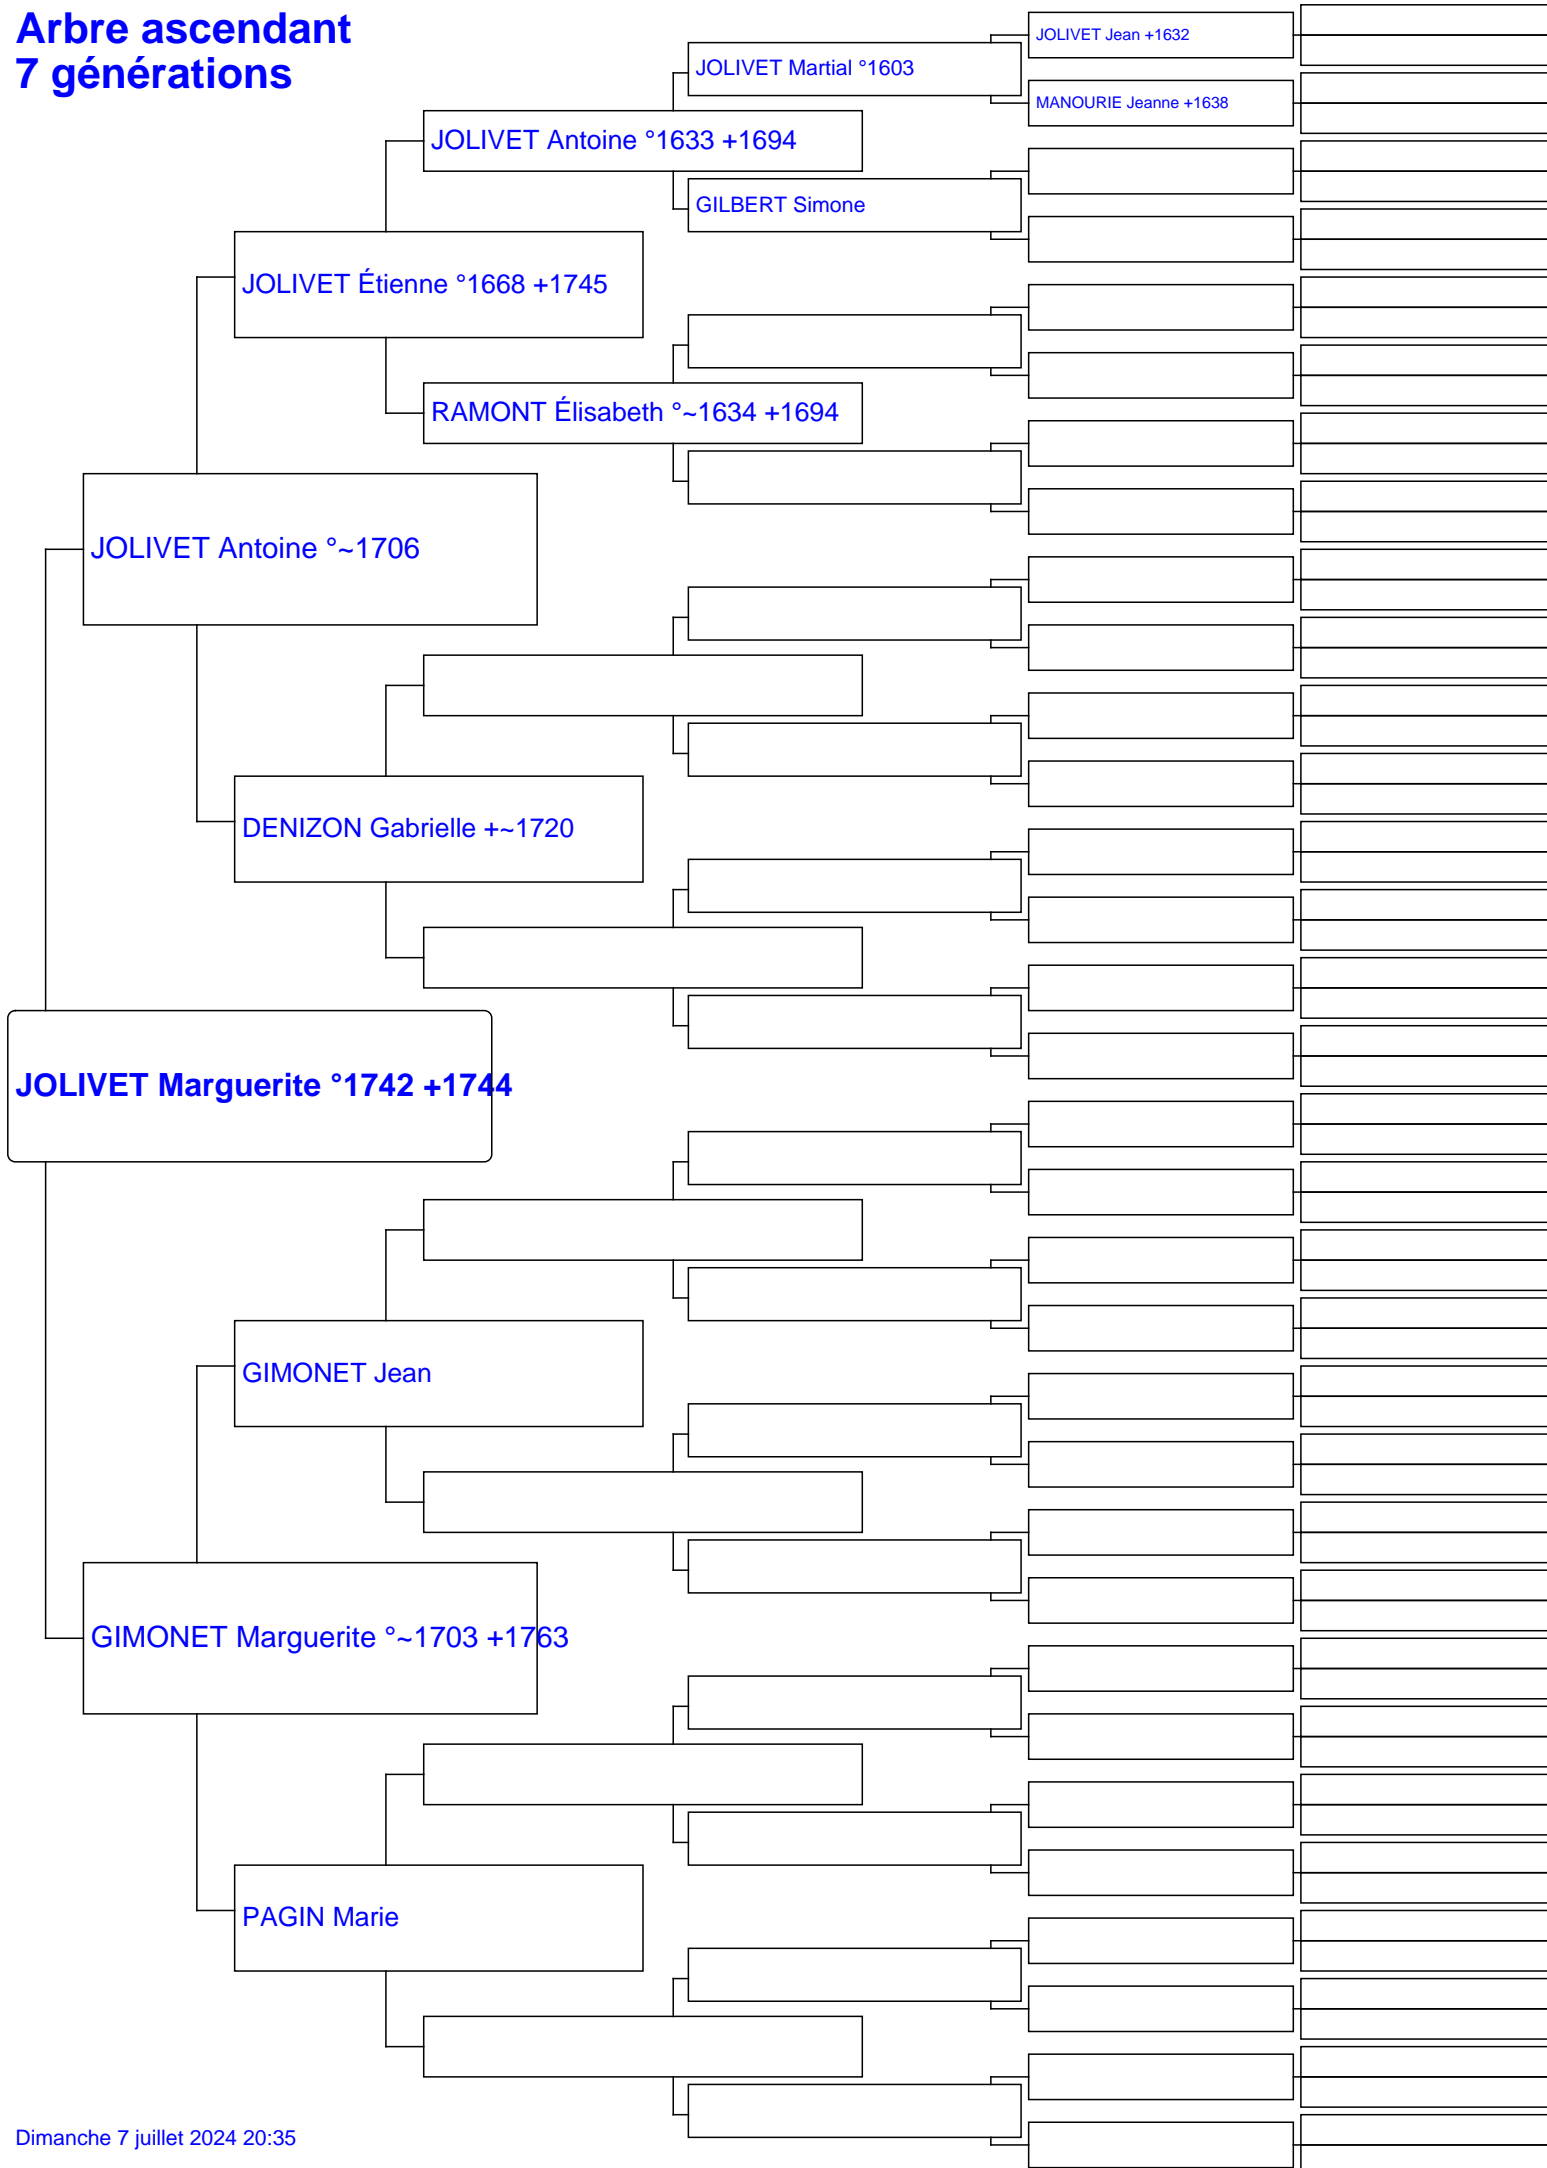 Arbre ascendant
7 générations
JOLIVET Jean +1632
JOLIVET Martial °1603
MANOURIE Jeanne +1638
JOLIVET Antoine °1633 +1694
GILBERT Simone
JOLIVET Étienne °1668 +1745
RAMONT Élisabeth °~1634 +1694
JOLIVET Antoine °~1706
DENIZON Gabrielle +~1720
JOLIVET Marguerite °1742 +1744
GIMONET Jean
GIMONET Marguerite °~1703 +1763
PAGIN Marie
Dimanche 7 juillet 2024 20:35